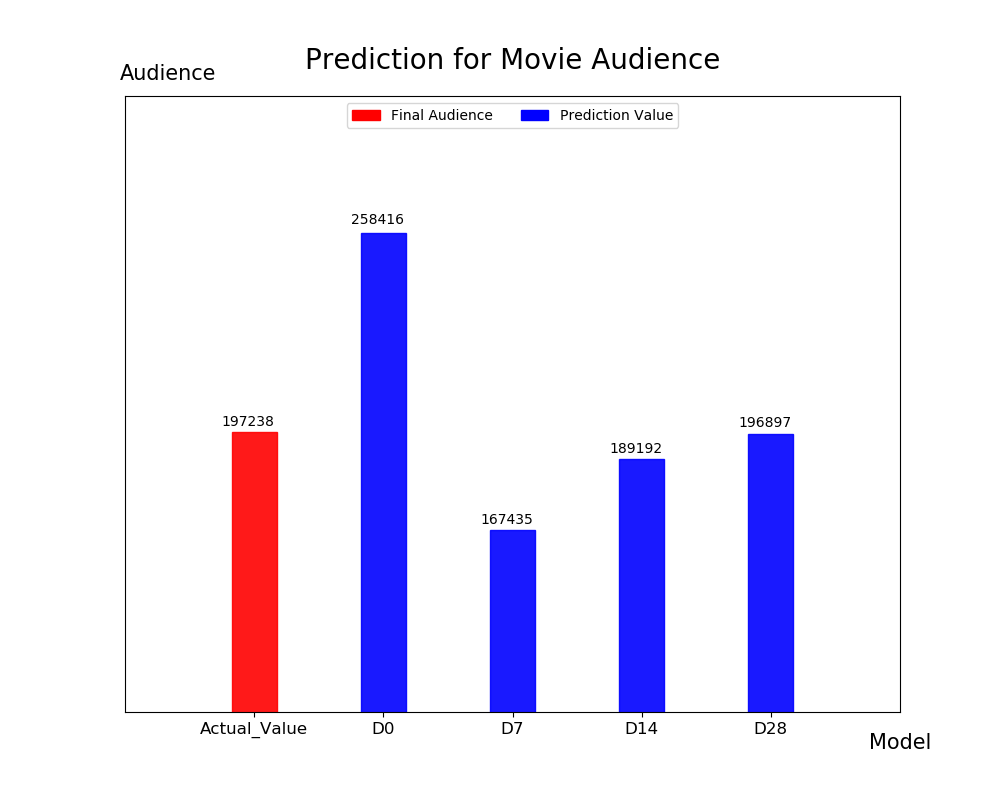 Prediction for Movie Audience
Audience
Final Audience Prediction Value
258416
197238
196897
189192
167435
Actual_Value D0 D7 D14 D28
Model